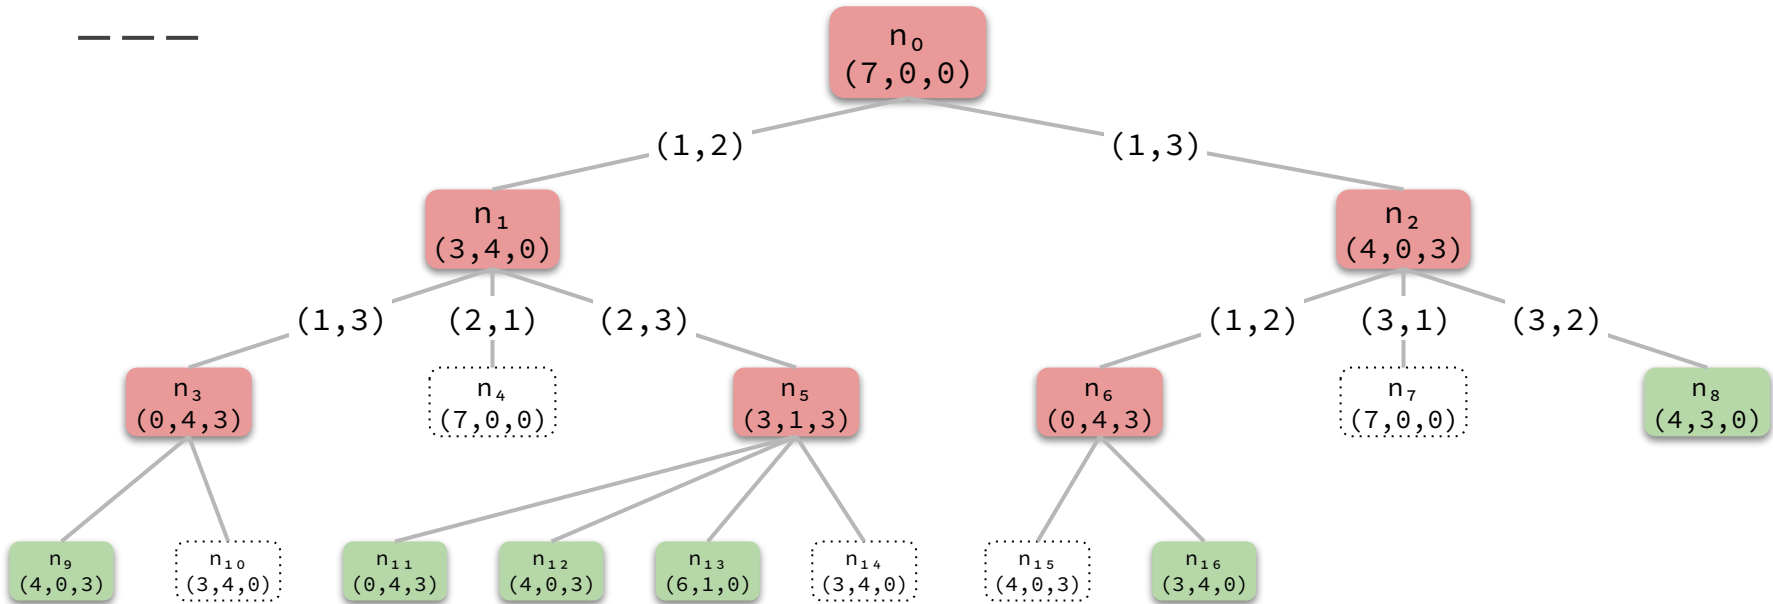 n₀
(7,0,0)
(1,2)
(1,3)
n₁
(3,4,0)
n₂
(4,0,3)
(1,3)
(2,1)
(2,3)
(1,2)
(3,1)
(3,2)
n₃
(0,4,3)
n₄
(7,0,0)
n₅
(3,1,3)
n₆
(0,4,3)
n₇
(7,0,0)
n₈
(4,3,0)
n₉
(4,0,3)
n₁₀
(3,4,0)
n₁₁
(0,4,3)
n₁₂
(4,0,3)
n₁₃
(6,1,0)
n₁₄
(3,4,0)
n₁₅
(4,0,3)
n₁₆
(3,4,0)